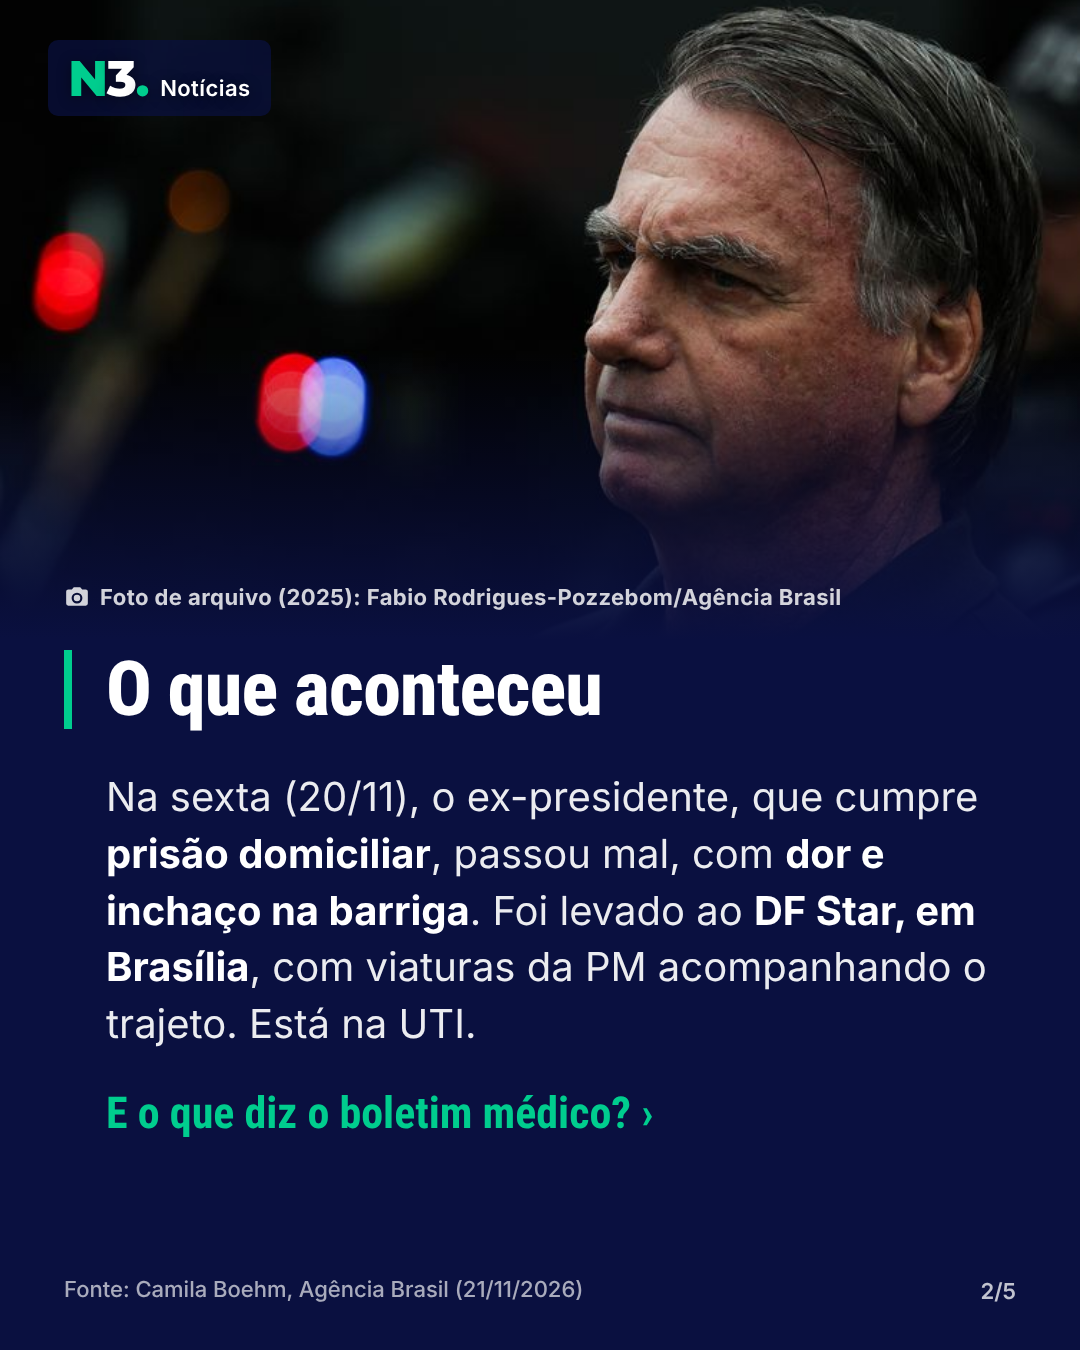 N3. Notícias
Foto de arquivo (2025): Fabio Rodrigues-Pozzebom/Agência Brasil
O que aconteceu
Na sexta (20/11), o ex-presidente, que cumpre
prisão domiciliar, passou mal, com dor e
inchaço na barriga. Foi levado ao DF Star, em
Brasília, com viaturas da PM acompanhando o
trajeto. Está na UTI.
E o que diz o boletim médico? ›
Fonte: Camila Boehm, Agência Brasil (21/11/2026)
2/5